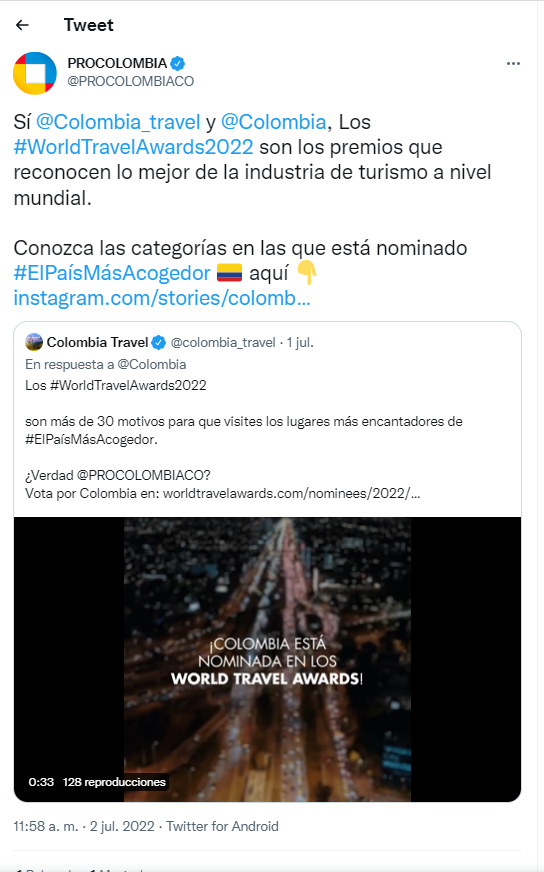 Tweet
PROCOLOMBIA
@PROCOLOMBIACO
Sí @Colombia_travel y @Colombia, Los
#WorldTravelAwards2022 son los premios que
reconocen lo mejor de la industria de turismo a nivel
mundial.
Conozca las categorías en las que está nominado
#ElPaísMásAcogedor 🇨🇴 aquí 👇
instagram.com/stories/colomb...
Colombia Travel @colombia_travel · 1 jul.
En respuesta a @Colombia
Los #WorldTravelAwards2022
son más de 30 motivos para que visites los lugares más encantadores de
#ElPaísMásAcogedor.
¿Verdad @PROCOLOMBIACO?
Vota por Colombia en: worldtravelawards.com/nominees/2022/...
¡COLOMBIA ESTÁ
NOMINADA EN LOS
WORLD TRAVEL AWARDS!
0:33 128 reproducciones
11:58 a. m. · 2 jul. 2022 · Twitter for Android